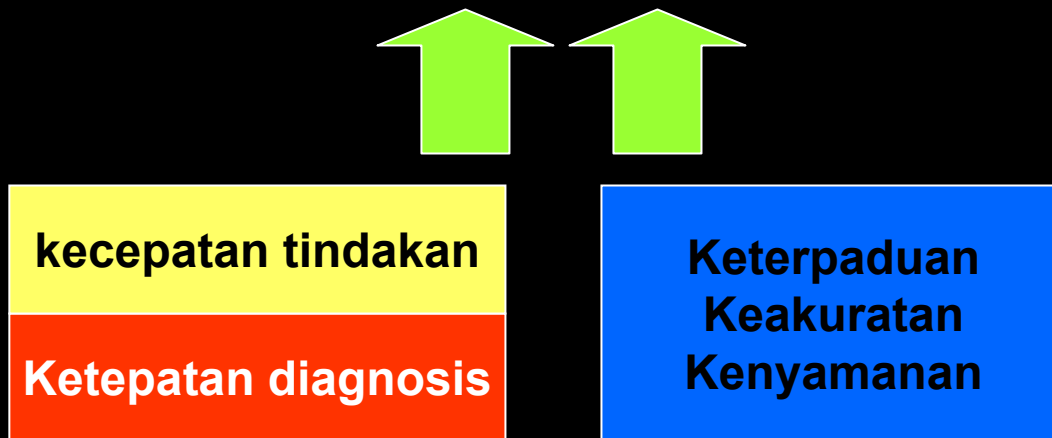 kecepatan tindakan
Ketepatan diagnosis
Keterpaduan
Keakuratan
Kenyamanan